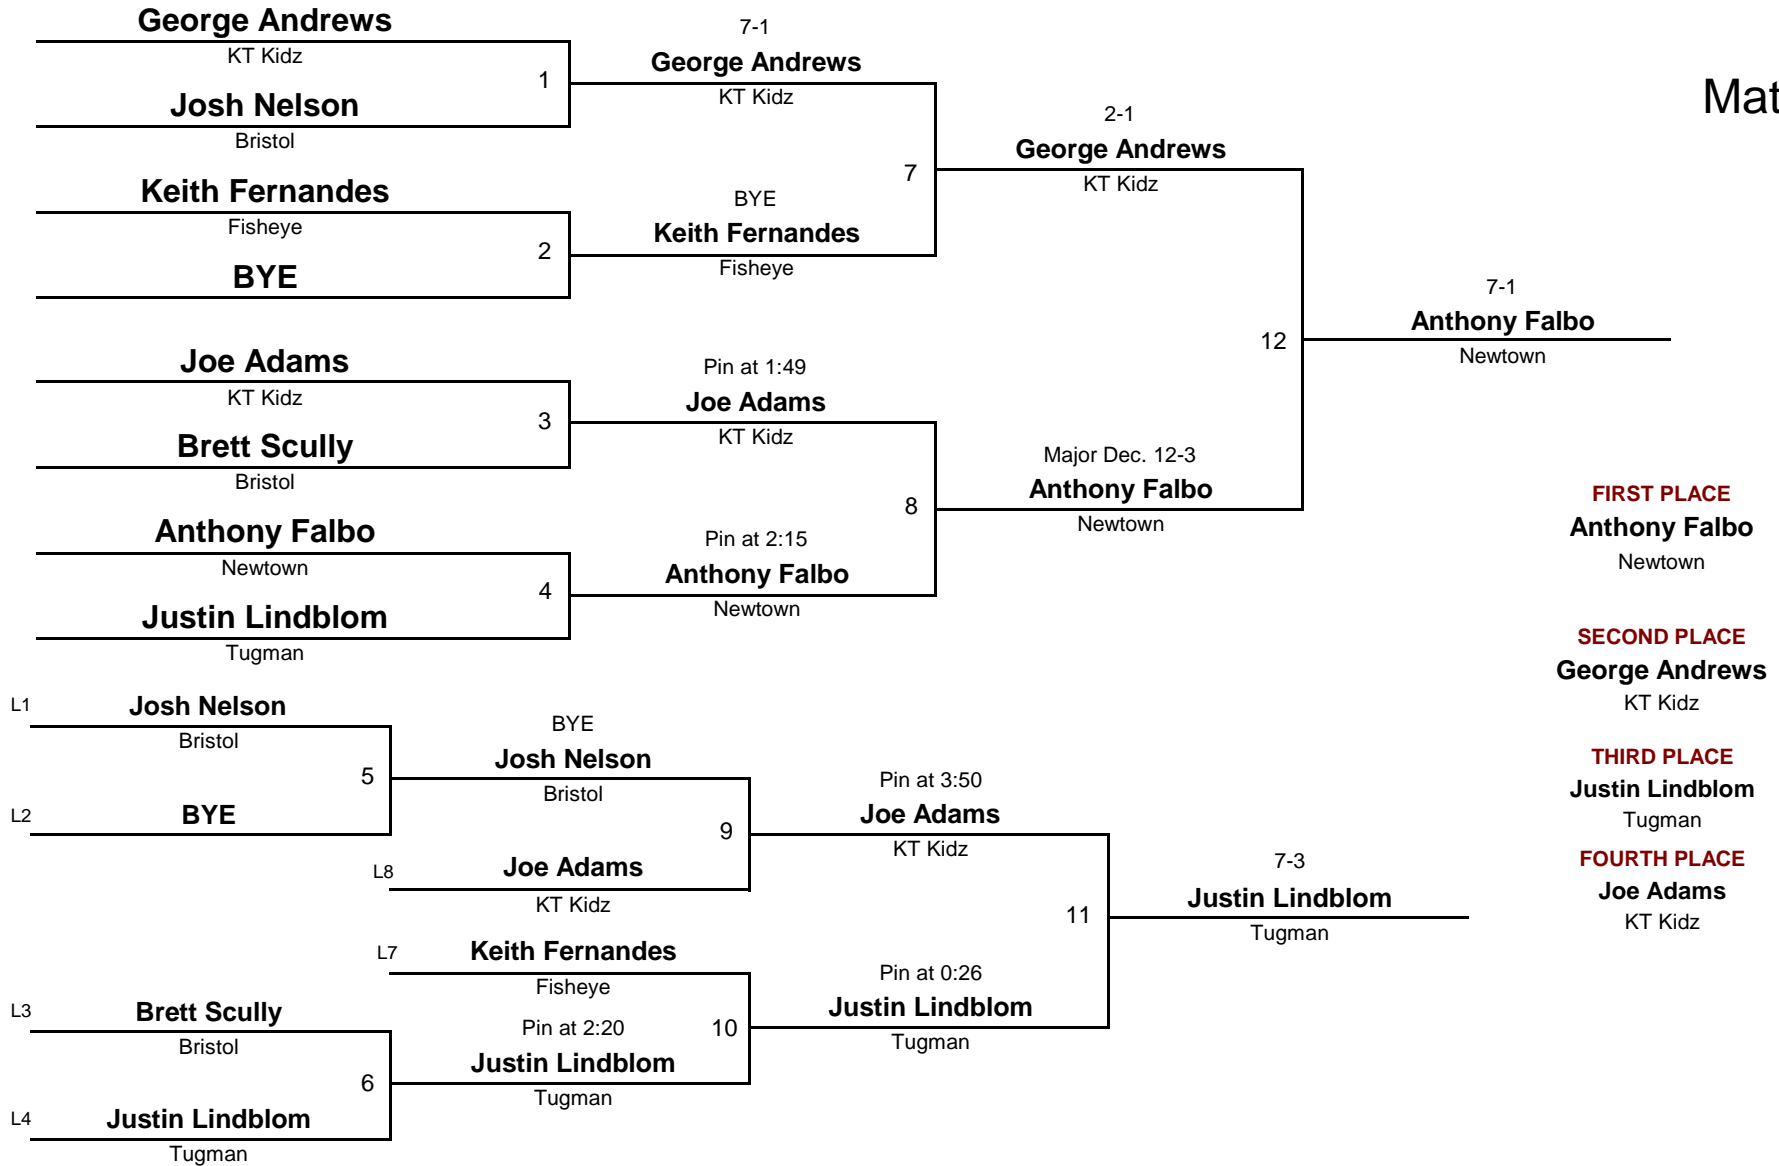 George Andrews
KT Kidz
1
Josh Nelson
Bristol
Keith Fernandes
Fisheye
2
BYE
Joe Adams
KT Kidz
3
Brett Scully
Bristol
Anthony Falbo
Newtown
4
Justin Lindblom
Tugman
7-1
George Andrews
KT Kidz
7
BYE
Keith Fernandes
Fisheye
Pin at 1:49
Joe Adams
KT Kidz
8
Pin at 2:15
Anthony Falbo
Newtown
2-1
George Andrews
KT Kidz
12
Major Dec. 12-3
Anthony Falbo
Newtown
7-1
Anthony Falbo
Newtown
Mat
L1
Josh Nelson
Bristol
5
L2
BYE
L3
Brett Scully
Bristol
6
L4
Justin Lindblom
Tugman
BYE
Josh Nelson
Bristol
9
L8
Joe Adams
KT Kidz
L7
Keith Fernandes
Fisheye
10
Pin at 2:20
Justin Lindblom
Tugman
Pin at 3:50
Joe Adams
KT Kidz
11
Pin at 0:26
Justin Lindblom
Tugman
7-3
Justin Lindblom
Tugman
FIRST PLACE
Anthony Falbo
Newtown
SECOND PLACE
George Andrews
KT Kidz
THIRD PLACE
Justin Lindblom
Tugman
FOURTH PLACE
Joe Adams
KT Kidz